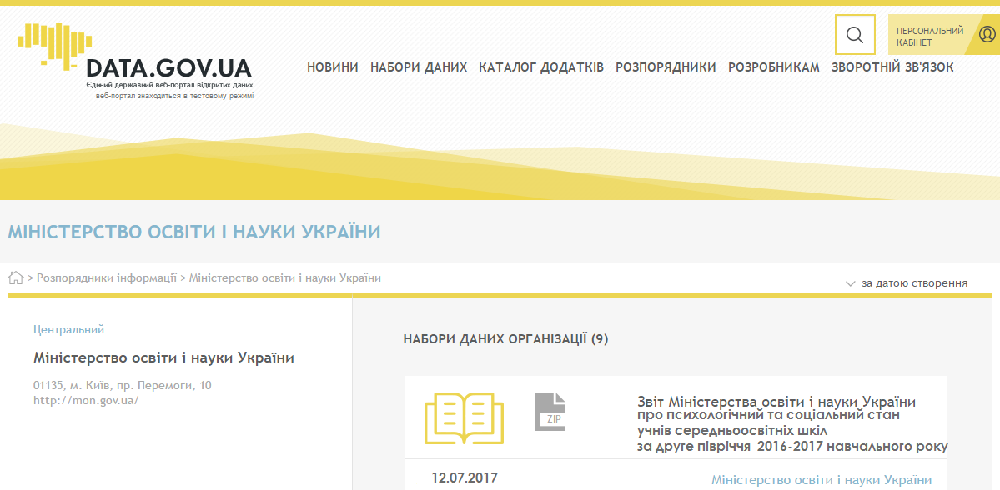 ПЕРСОНАЛЬНИЙ
КАБІНЕТ
DATA.GOV.UA
Єдиний державний веб-портал відкритих даних
веб-портал знаходиться в тестовому режимі
НОВИНИ НАБОРИ ДАНИХ КАТАЛОГ ДОДАТКІВ РОЗПОРЯДНИКИ РОЗРОБНИКАМ ЗВОРОТНІЙ ЗВ'ЯЗОК
МІНІСТЕРСТВО ОСВІТИ І НАУКИ УКРАЇНИ
> Розпорядники інформації > Міністерство освіти і науки України
за датою створення
Центральний
Міністерство освіти і науки України
01135, м. Київ, пр. Перемоги, 10
http://mon.gov.ua/
НАБОРИ ДАНИХ ОРГАНІЗАЦІЇ (9)
ZIP
Звіт Міністерства освіти і науки України
про психологічний та соціальний стан
учнів середньоосвітніх шкіл
за друге півріччя 2016-2017 навчального року
12.07.2017
Міністерство освіти і науки України